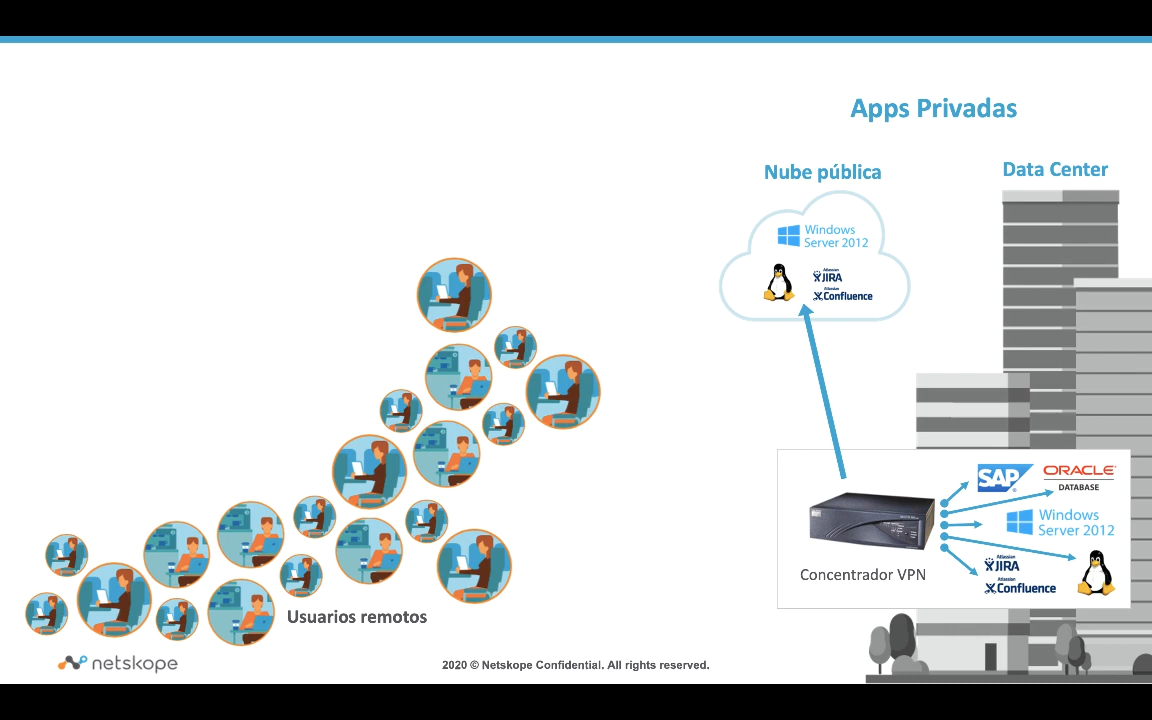 Apps Privadas
Nube pública
Data Center
Windows
Server 2012
Atlassian
JIRA
Atlassian
Confluence
SAP
ORACLE
DATABASE
Windows
Server 2012
Atlassian
JIRA
Atlassian
Confluence
Concentrador VPN
Usuarios remotos
netskope
2020 © Netskope Confidential. All rights reserved.